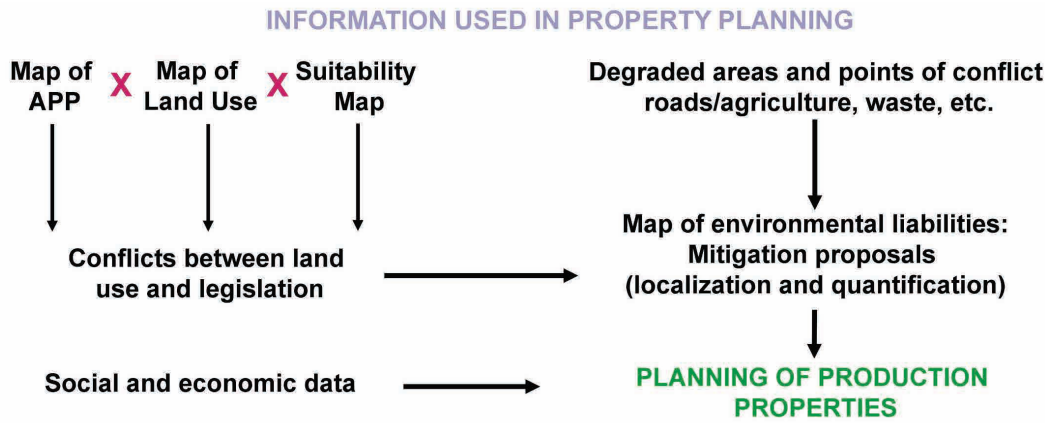 INFORMATION USED IN PROPERTY PLANNING
Map of APP
X
Map of Land Use
X
Suitability Map
Degraded areas and points of conflict
roads/agriculture, waste, etc.
Conflicts between land
use and legislation
Map of environmental liabilities:
Mitigation proposals
(localization and quantification)
Social and economic data
PLANNING OF PRODUCTION
PROPERTIES